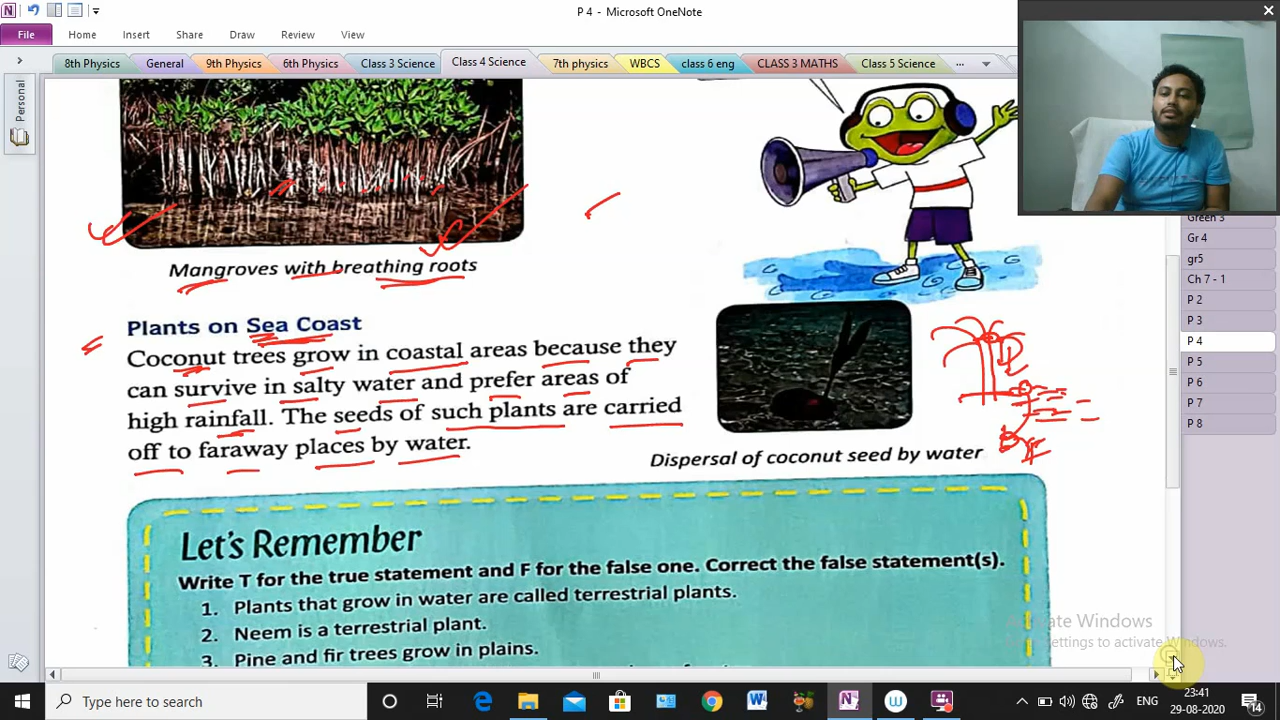 P 4 - Microsoft OneNote
File Home Insert Share Draw Review View
8th Physics General 9th Physics 6th Physics Class 3 Science Class 4 Science 7th physics WBCS class 6 eng CLASS 3 MATHS Class 5 Science ...
Personal
Mangroves with breathing roots
Plants on Sea Coast
Coconut trees grow in coastal areas because they
can survive in salty water and prefer areas of
high rainfall. The seeds of such plants are carried
off to faraway places by water.
Dispersal of coconut seed by water
Let's Remember
Write T for the true statement and F for the false one. Correct the false statement(s).
1. Plants that grow in water are called terrestrial plants.
2. Neem is a terrestrial plant.
3. Pine and fir trees grow in plains.
Green 3
Gr 4
gr5
Ch 7 - 1
P 2
P 3
P 4
P 5
P 6
P 7
P 8
Activate Windows
settings to activate Windows.
Type here to search
ENG
23:41
29-08-2020
14